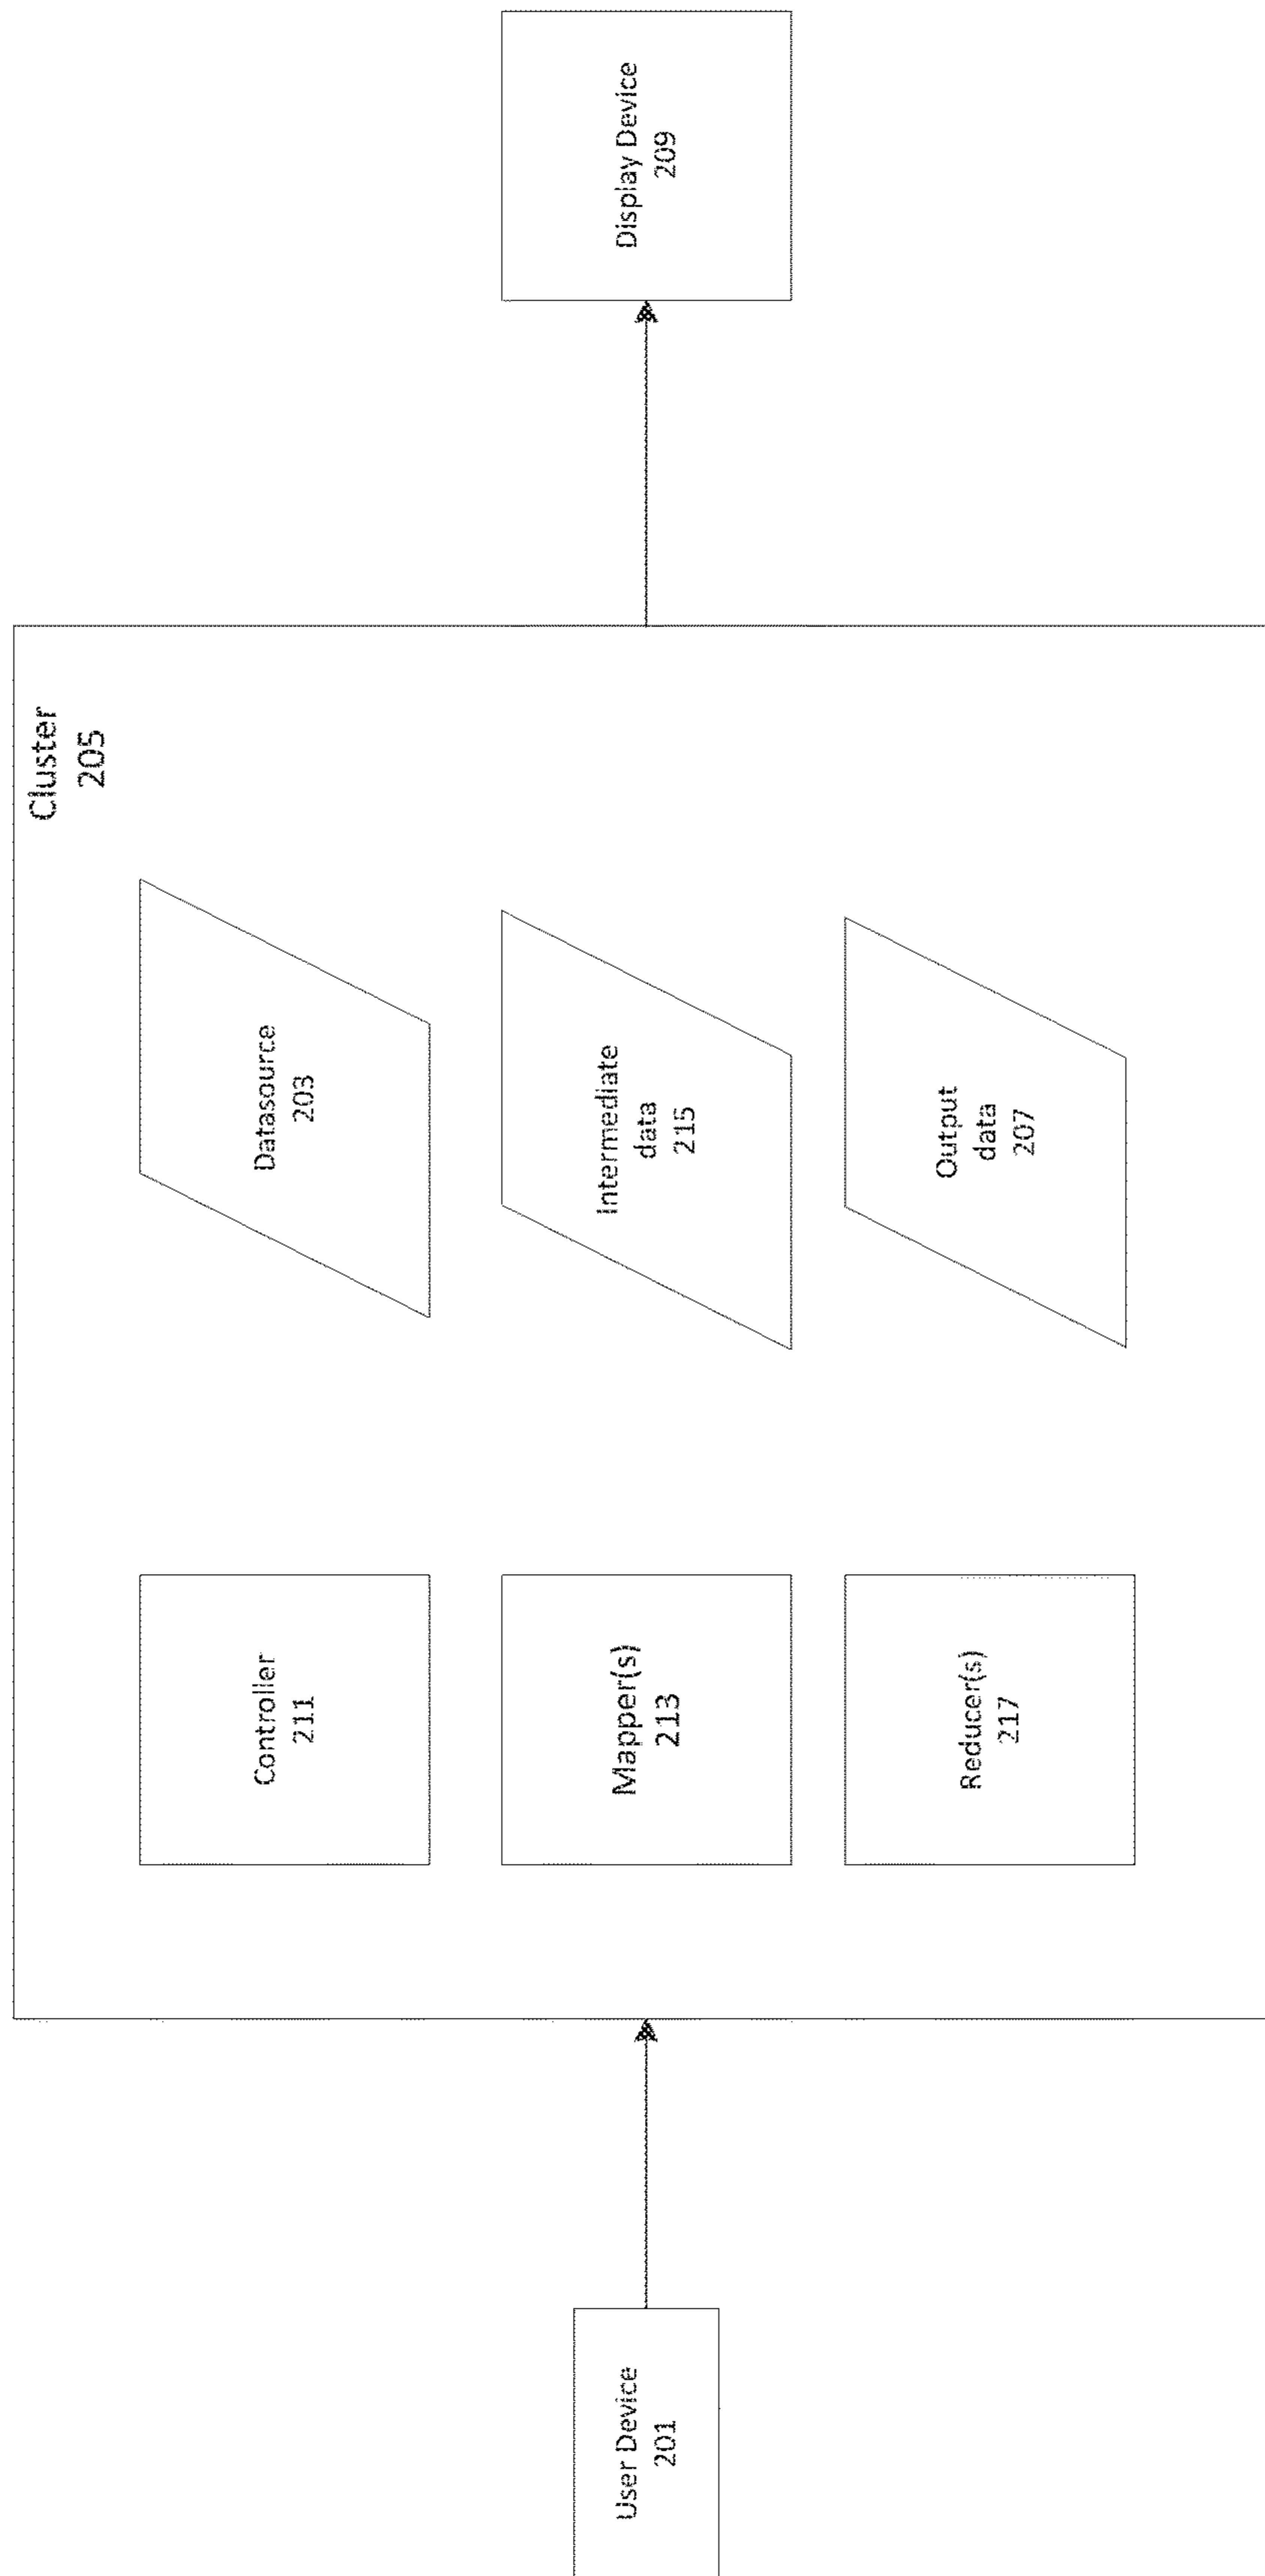 User Device
201
Cluster
205
Controller
211
Datasource
203
Mapper(s)
213
Intermediate
data
215
Reducer(s)
217
Output
data
207
Display Device
209